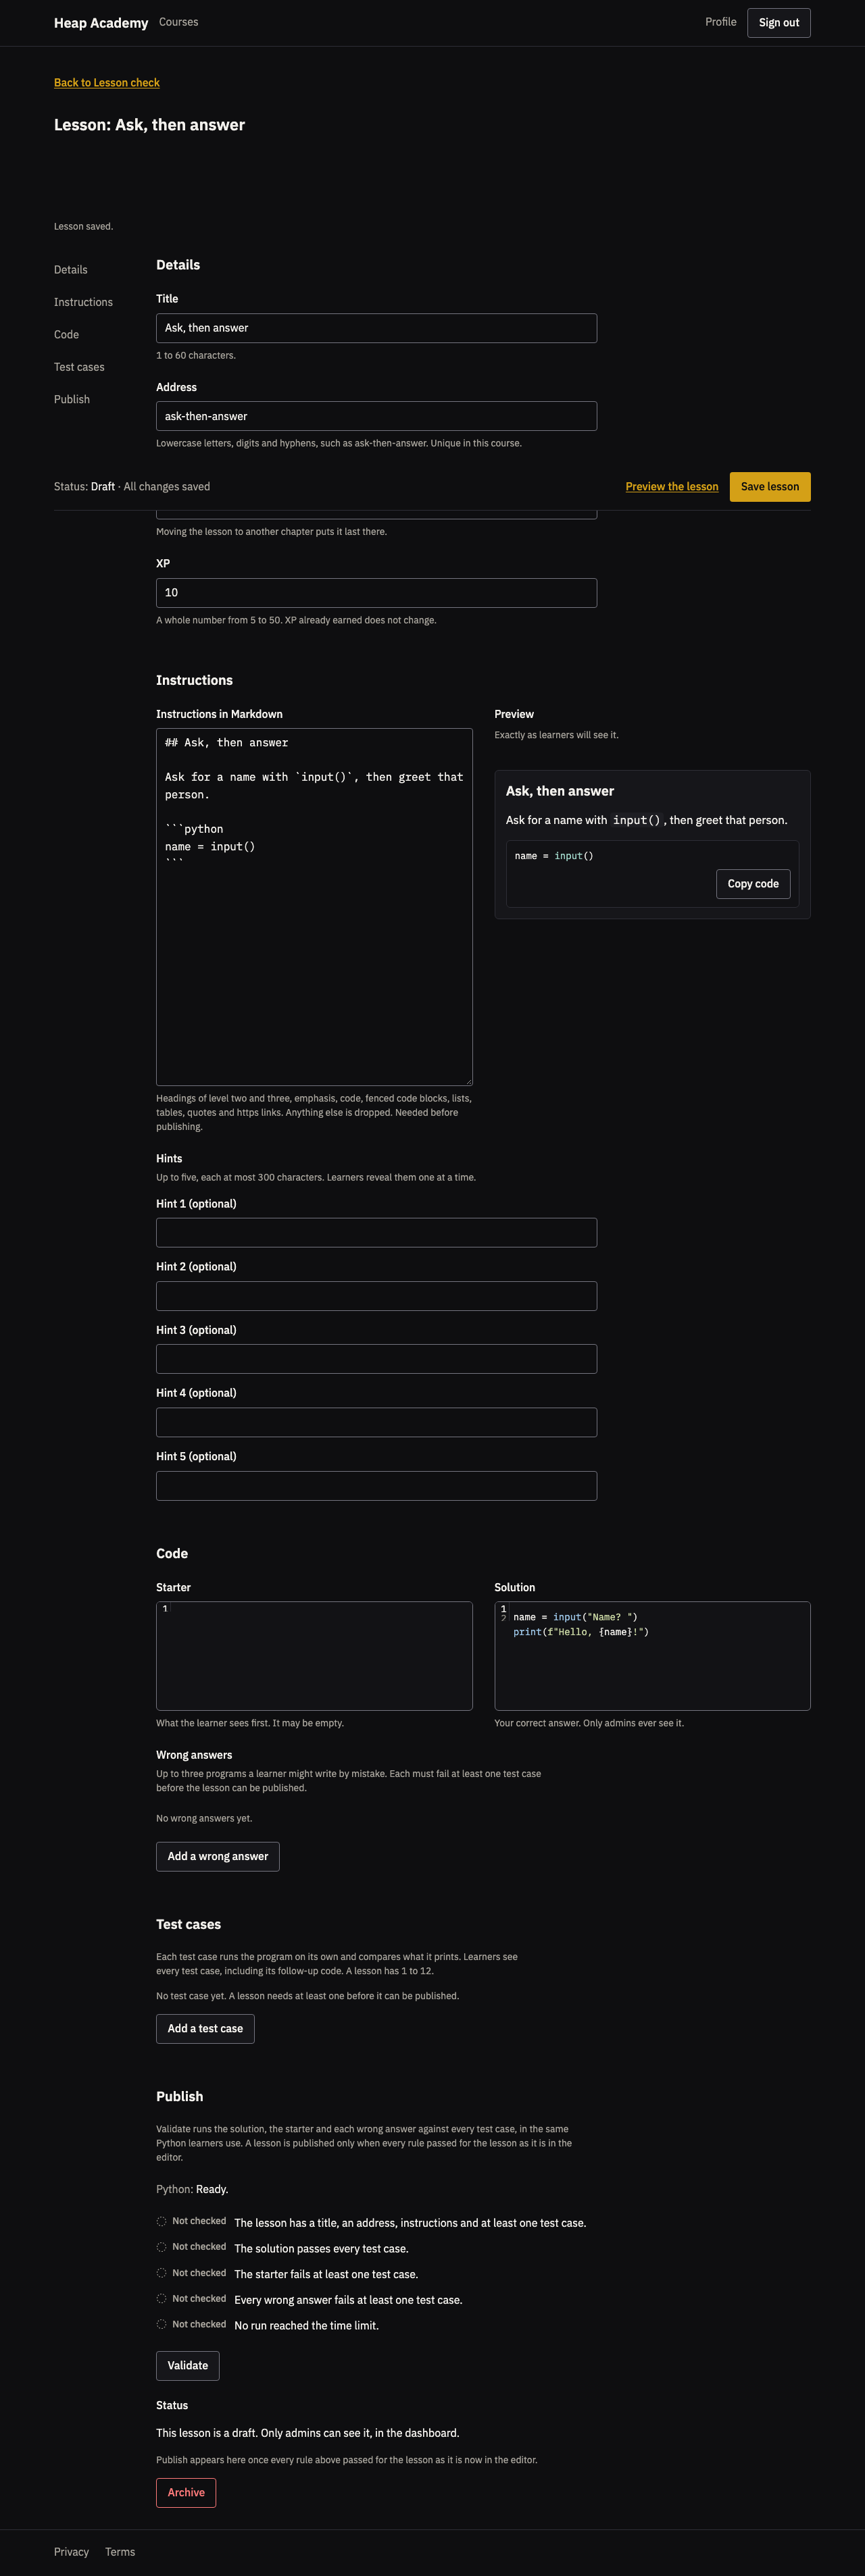 Heap Academy
Courses
Profile
Sign out
Back to Lesson check
Lesson: Ask, then answer
Lesson saved.
Details
Instructions
Code
Test cases
Publish
Details
Title
Ask, then answer
1 to 60 characters.
Address
ask-then-answer
Lowercase letters, digits and hyphens, such as ask-then-answer. Unique in this course.
Status: Draft · All changes saved
Preview the lesson
Save lesson
Moving the lesson to another chapter puts it last there.
XP
10
A whole number from 5 to 50. XP already earned does not change.
Instructions
Instructions in Markdown
## Ask, then answer
Ask for a name with `input()`, then greet that
person.
```python
name = input()
```
Headings of level two and three, emphasis, code, fenced code blocks, lists,
tables, quotes and https links. Anything else is dropped. Needed before
publishing.
Preview
Exactly as learners will see it.
Ask, then answer
Ask for a name with input(), then greet that person.
name = input()
Copy code
Hints
Up to five, each at most 300 characters. Learners reveal them one at a time.
Hint 1 (optional)
Hint 2 (optional)
Hint 3 (optional)
Hint 4 (optional)
Hint 5 (optional)
Code
Starter
1
What the learner sees first. It may be empty.
Solution
1
2
name = input("Name? ")
print(f"Hello, {name}!")
Your correct answer. Only admins ever see it.
Wrong answers
Up to three programs a learner might write by mistake. Each must fail at least one test case
before the lesson can be published.
No wrong answers yet.
Add a wrong answer
Test cases
Each test case runs the program on its own and compares what it prints. Learners see
every test case, including its follow-up code. A lesson has 1 to 12.
No test case yet. A lesson needs at least one before it can be published.
Add a test case
Publish
Validate runs the solution, the starter and each wrong answer against every test case, in the same
Python learners use. A lesson is published only when every rule passed for the lesson as it is in the
editor.
Python: Ready.
Not checked The lesson has a title, an address, instructions and at least one test case.
Not checked The solution passes every test case.
Not checked The starter fails at least one test case.
Not checked Every wrong answer fails at least one test case.
Not checked No run reached the time limit.
Validate
Status
This lesson is a draft. Only admins can see it, in the dashboard.
Publish appears here once every rule above passed for the lesson as it is now in the editor.
Archive
Privacy
Terms